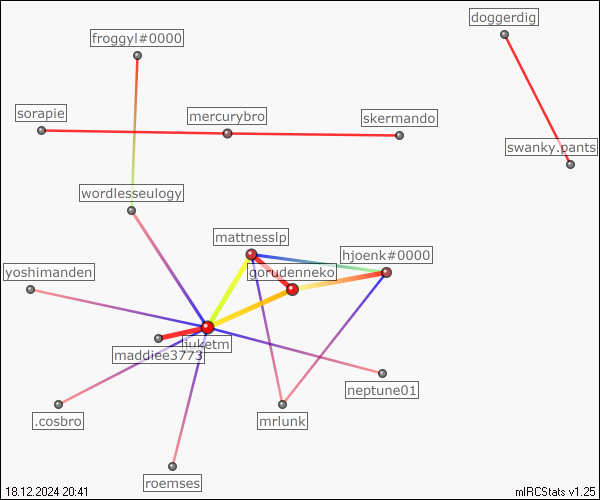 doggerdig
froggyl#0000
sorapie
mercurybro
skermando
swanky.pants
wordlesseulogy
mattnesslp
hjoenk#0000
yoshimanden
gorudenneko
maddiee3773
neptune01
.cosbro
mrlunk
roemses
18.12.2024 20:41
mIRCStats v1.25